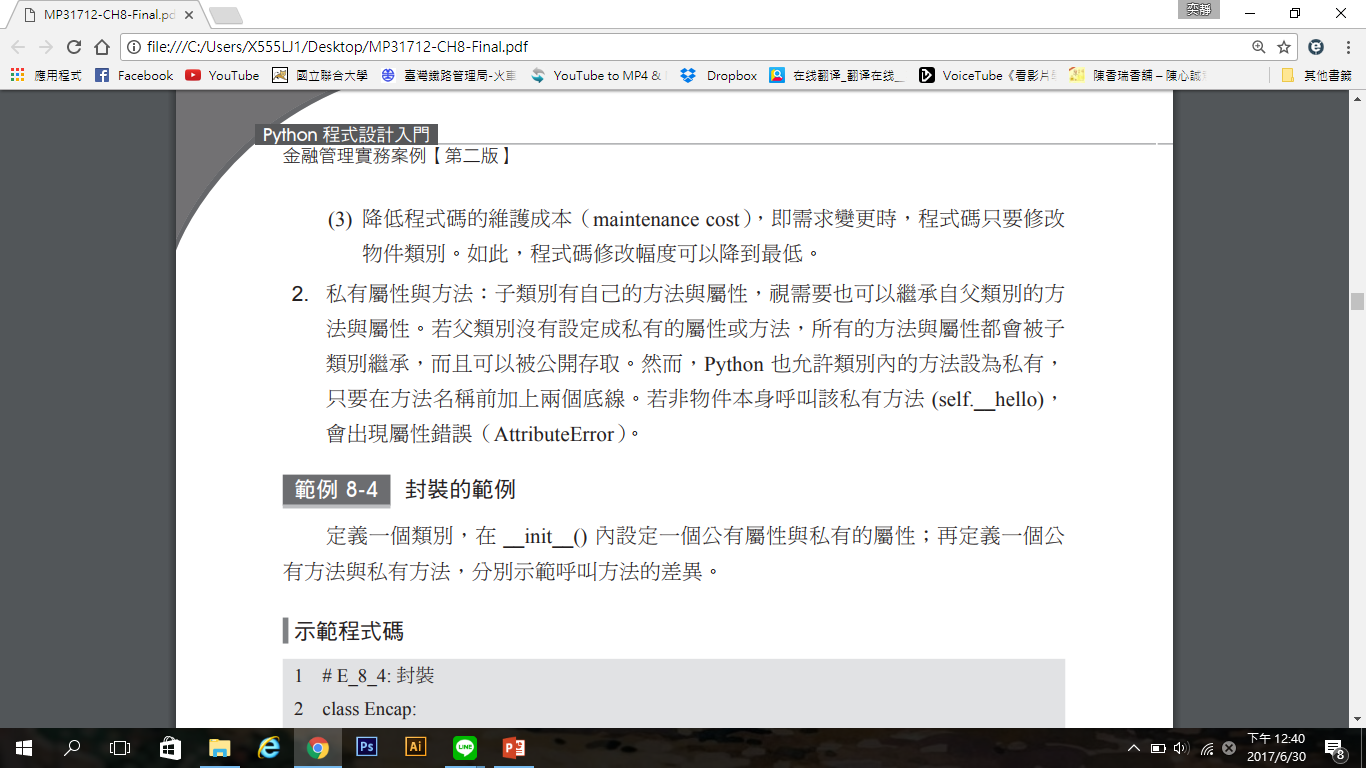 MP31712-CH8-Final.pd
奕靜
file:///C:/Users/X555LJ1/Desktop/MP31712-CH8-Final.pdf
應用程式 Facebook YouTube 國立聯合大學 臺灣鐵路管理局-火車 YouTube to MP4 & Dropbox 在线翻译_翻译在线_ VoiceTube《看影片 陳香瑞香舖 – 陳心誠 其他書籤
Python 程式設計入門
金融管理實務案例【第二版】
(3) 降低程式碼的維護成本（maintenance cost），即需求變更時，程式碼只要修改
物件類別。如此，程式碼修改幅度可以降到最低。
2. 私有屬性與方法：子類別有自己的方法與屬性，視需要也可以繼承自父類別的方
法與屬性。若父類別沒有設定成私有的屬性或方法，所有的方法與屬性都會被子
類別繼承，而且可以被公開存取。然而，Python 也允許類別內的方法設為私有，
只要在方法名稱前加上兩個底線。若非物件本身呼叫該私有方法 (self.__hello)，
會出現屬性錯誤（AttributeError）。
範例 8-4 封裝的範例
定義一個類別，在 __init__() 內設定一個公有屬性與私有的屬性；再定義一個公
有方法與私有方法，分別示範呼叫方法的差異。
示範程式碼
1 # E_8_4: 封裝
2 class Encap:
Ps Ai LINE P
下午 12:40
2017/6/30
8